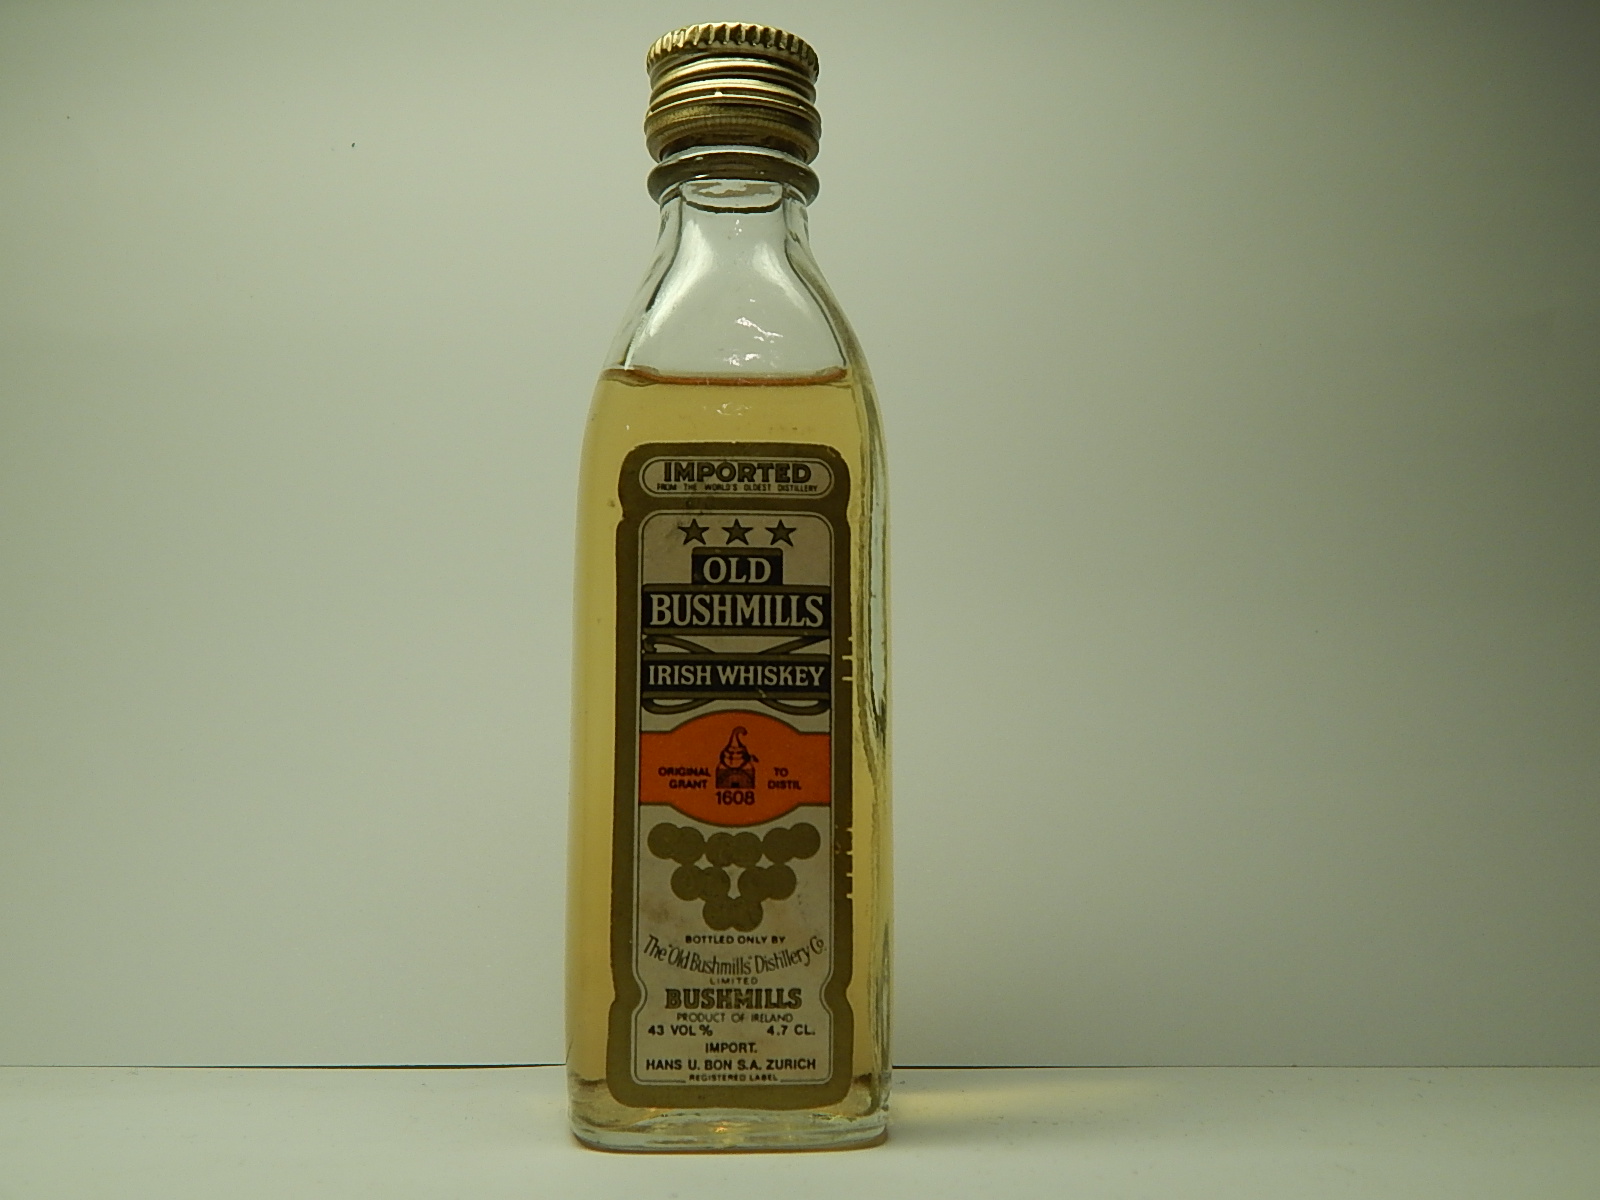 IMPORTED
FROM THE WORLD'S OLDEST DISTILLERY
OLD
BUSHMILLS
IRISH WHISKEY
ORIGINAL GRANT TO DISTIL
1608
BOTTLED ONLY BY
The "Old Bushmills" Distillery Co.
LIMITED
BUSHMILLS
PRODUCT OF IRELAND
43 VOL % 4.7 CL.
IMPORT.
HANS U. BON S.A. ZURICH
REGISTERED LABEL